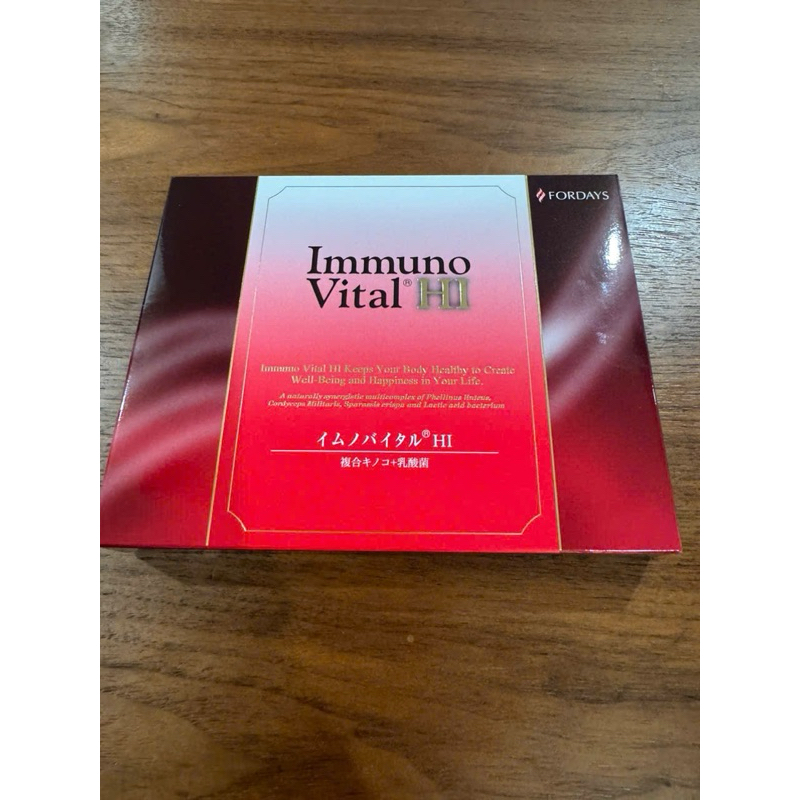 FORDAYS
Immuno
Vital® HI
Immuno Vital HI Keeps Your Body Healthy to Create
Well-Being and Happiness in Your Life.
A naturally synergistic multicomplex of Phellinus linteus,
Cordyceps Militaris, Sparassis crispa and Lactic acid bacterium
イムノバイタル®HI
複合キノコ+乳酸菌